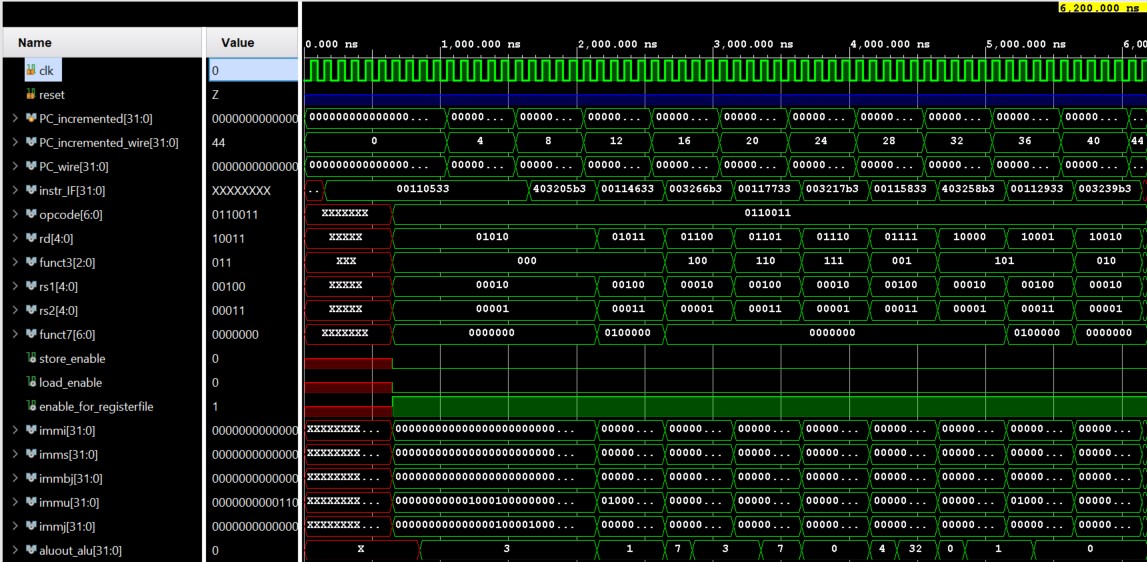 6,200.000 ns
Name Value 0.000 ns 1,000.000 ns 2,000.000 ns 3,000.000 ns 4,000.000 ns 5,000.000 ns 6,0
clk 0
reset Z
PC_incremented[31:0] 0000000000000 000000000000000... 00000... 00000... 00000... 00000... 00000... 00000... 00000... 00000... 00000...
PC_incremented_wire[31:0] 44 0 4 8 12 16 20 24 28 32 36 40 44
PC_wire[31:0] 0000000000000 000000000000000... 00000... 00000... 00000... 00000... 00000... 00000... 00000... 00000... 00000...
instr_IF[31:0] XXXXXXXX ... 00110533 403205b3 00114633 003266b3 00117733 003217b3 00115833 403258b3 00112933 003239b3
opcode[6:0] 0110011 XXXXXXX 0110011
rd[4:0] 10011 XXXXX 01010 01011 01100 01101 01110 01111 10000 10001 10010
funct3[2:0] 011 XXX 000 100 110 111 001 101 010
rs1[4:0] 00100 XXXXX 00010 00100 00010 00100 00010 00100 00010 00100 00010
rs2[4:0] 00011 XXXXX 00001 00011 00001 00011 00001 00011 00001 00011 00001
funct7[6:0] 0000000 XXXXXXX 0000000 0100000 0000000 0100000 0000000
store_enable 0
load_enable 0
enable_for_registerfile 1
immi[31:0] 0000000000000 XXXXXXXX... 000000000000000000000000... 00000... 00000... 00000... 00000... 00000... 00000... 00000... 00000...
imms[31:0] 0000000000000 XXXXXXXX... 000000000000000000000000... 00000... 00000... 00000... 00000... 00000... 00000... 00000... 00000...
immbj[31:0] 0000000000000 XXXXXXXX... 000000000000000000000000... 00000... 00000... 00000... 00000... 00000... 00000... 00000... 00000...
immu[31:0] 0000000000110 XXXXXXXX... 000000000001000100000000... 01000... 00000... 00000... 00000... 00000... 00000... 01000... 00000...
immj[31:0] 0000000000000 XXXXXXXX... 000000000000000100001000... 00000... 00000... 00000... 00000... 00000... 00000... 00000... 00000...
aluout_alu[31:0] 0 X 3 1 7 3 7 0 4 32 0 1 0